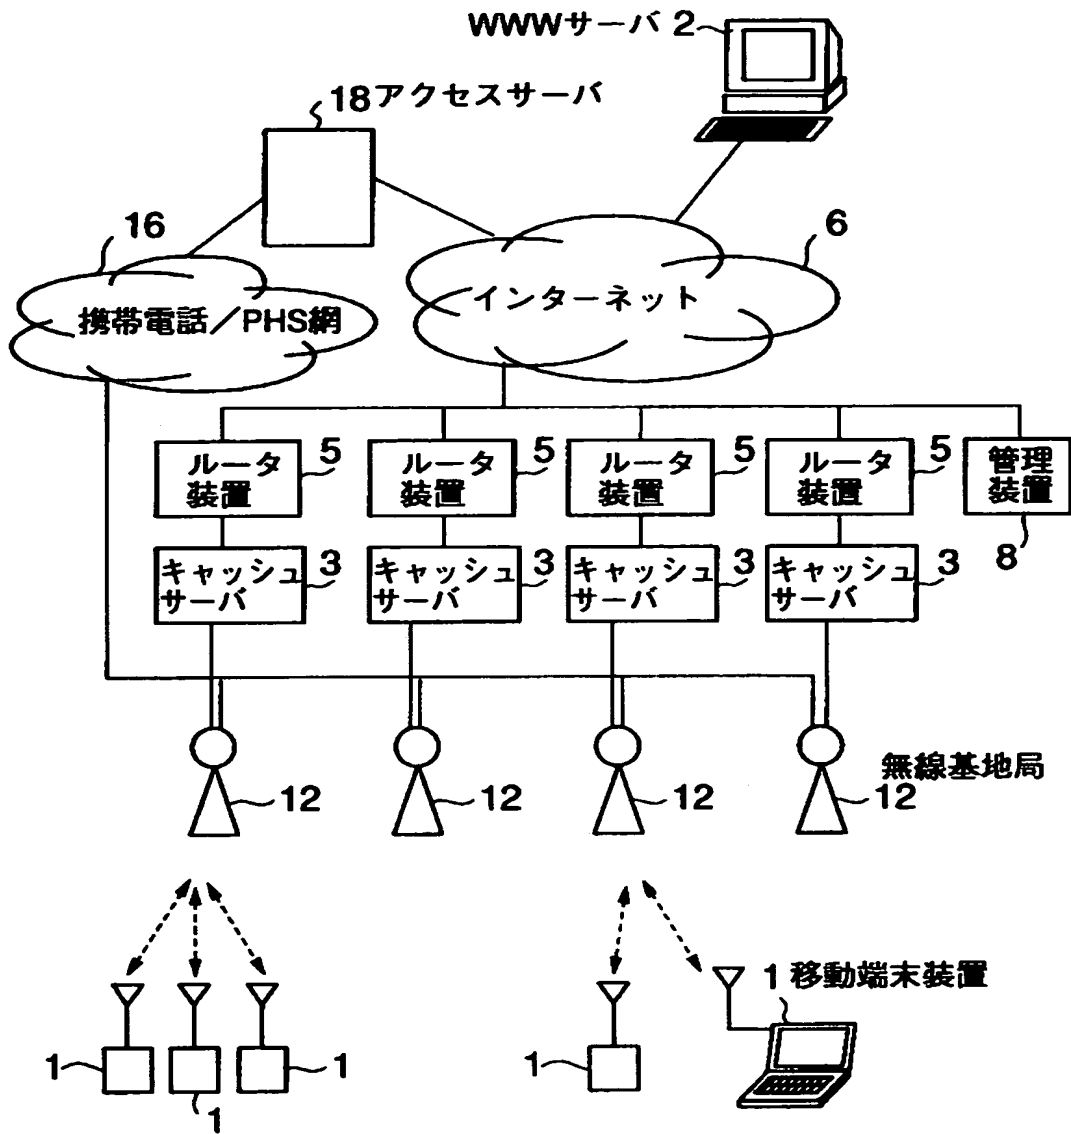 WWWサーバ 2
18アクセスサーバ
16
6
携帯電話/PHS網
インターネット
ルータ
装置
5
ルータ
装置
5
ルータ
装置
5
ルータ
装置
5
管理
装置
8
キャッシュ
サーバ
3
キャッシュ
サーバ
3
キャッシュ
サーバ
3
キャッシュ
サーバ
3
無線基地局
12
12
12
12
1 移動端末装置
1
1
1
1